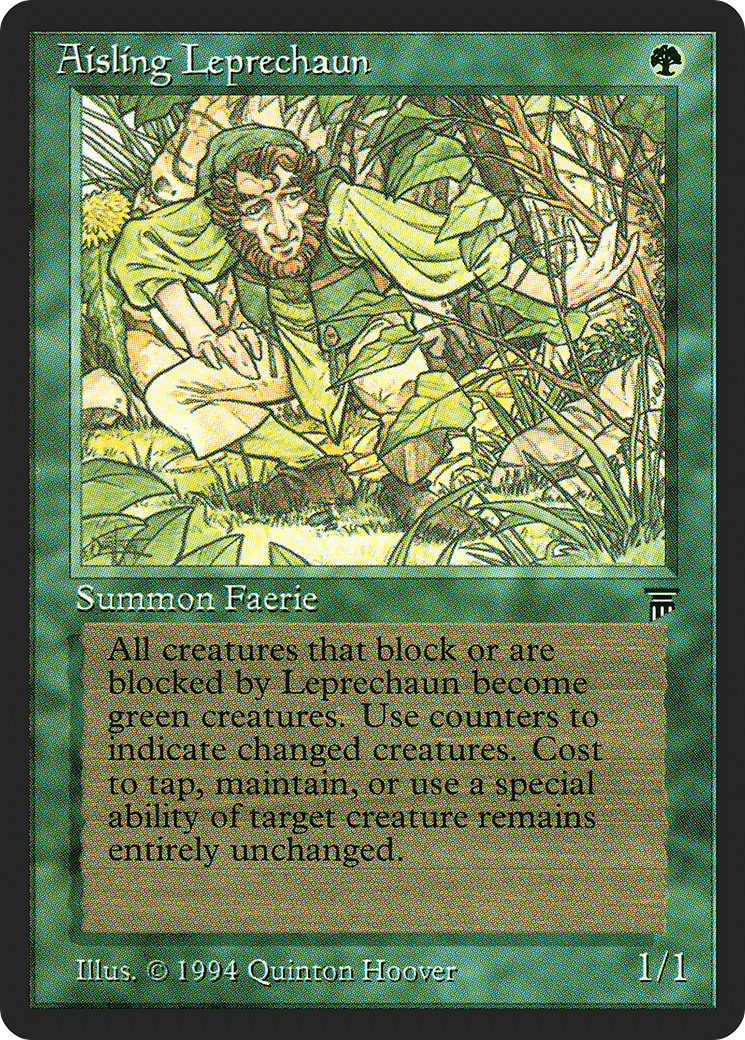 Aisling Leprechaun
Summon Faerie
All creatures that block or are
blocked by Leprechaun become
green creatures. Use counters to
indicate changed creatures. Cost
to tap, maintain, or use a special
ability of target creature remains
entirely unchanged.
Illus. © 1994 Quinton Hoover
1/1